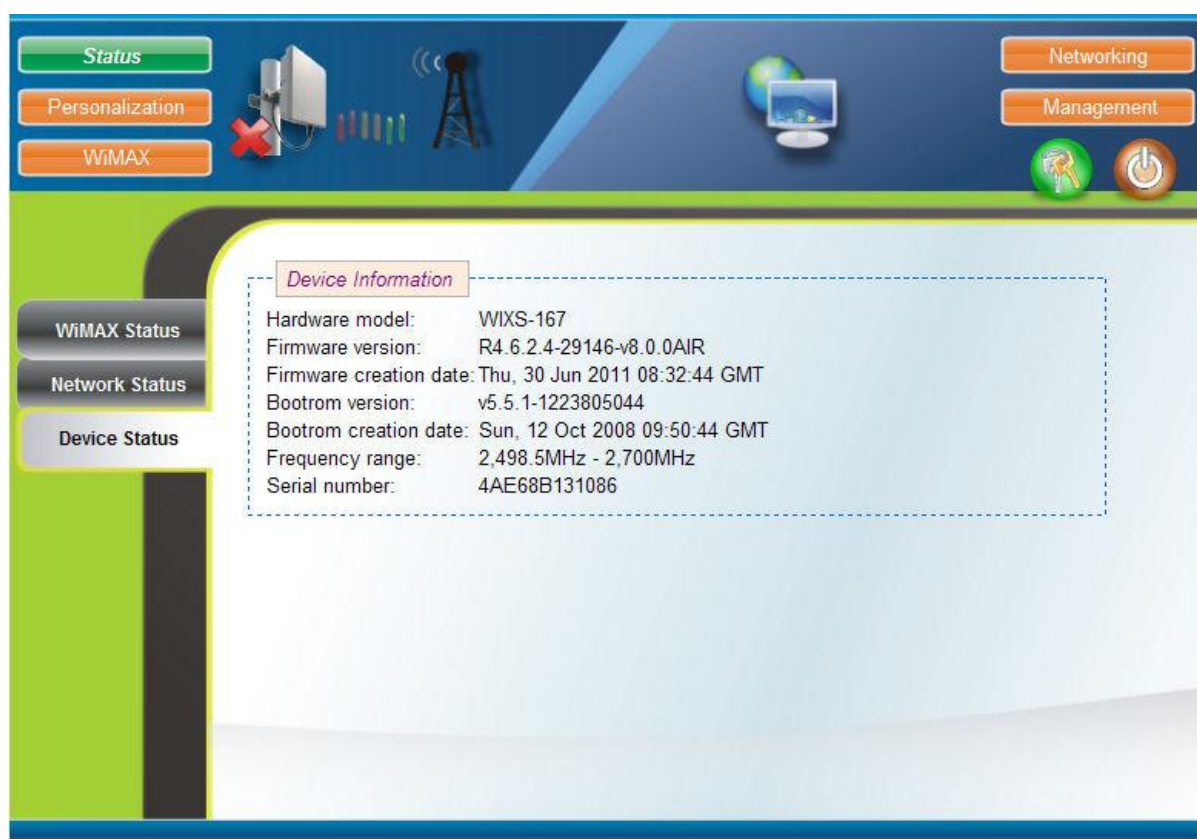 Status
Personalization
WiMAX
Networking
Management
WiMAX Status
Network Status
Device Status
Device Information
Hardware model: WIXS-167
Firmware version: R4.6.2.4-29146-v8.0.0AIR
Firmware creation date: Thu, 30 Jun 2011 08:32:44 GMT
Bootrom version: v5.5.1-1223805044
Bootrom creation date: Sun, 12 Oct 2008 09:50:44 GMT
Frequency range: 2,498.5MHz - 2,700MHz
Serial number: 4AE68B131086